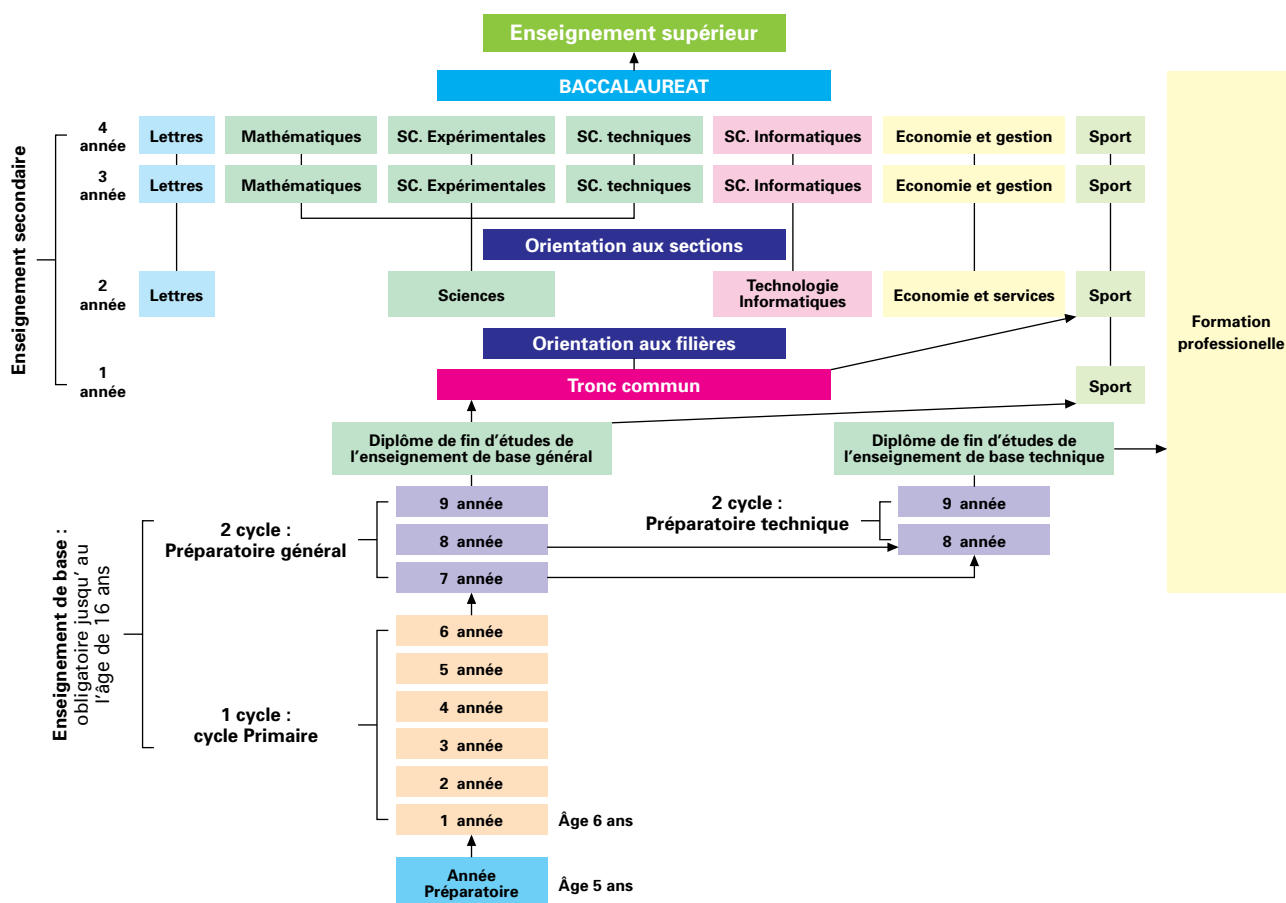 Enseignement supérieur
BACCALAUREAT
Enseignement secondaire
4
année
Lettres
Mathématiques
SC. Expérimentales
SC. techniques
SC. Informatiques
Economie et gestion
Sport
3
année
Lettres
Mathématiques
SC. Expérimentales
SC. techniques
SC. Informatiques
Economie et gestion
Sport
Orientation aux sections
2
année
Lettres
Sciences
Technologie
Informatiques
Economie et services
Sport
Formation
professionelle
Orientation aux filières
1
année
Tronc commun
Sport
Diplôme de fin d'études de
l'enseignement de base général
Diplôme de fin d'études de
l'enseignement de base technique
Enseignement de base :
obligatoire jusqu' au
l'âge de 16 ans
2 cycle :
Préparatoire général
9 année
8 année
7 année
2 cycle :
Préparatoire technique
9 année
8 année
1 cycle :
cycle Primaire
6 année
5 année
4 année
3 année
2 année
1 année
Âge 6 ans
Année
Préparatoire
Âge 5 ans